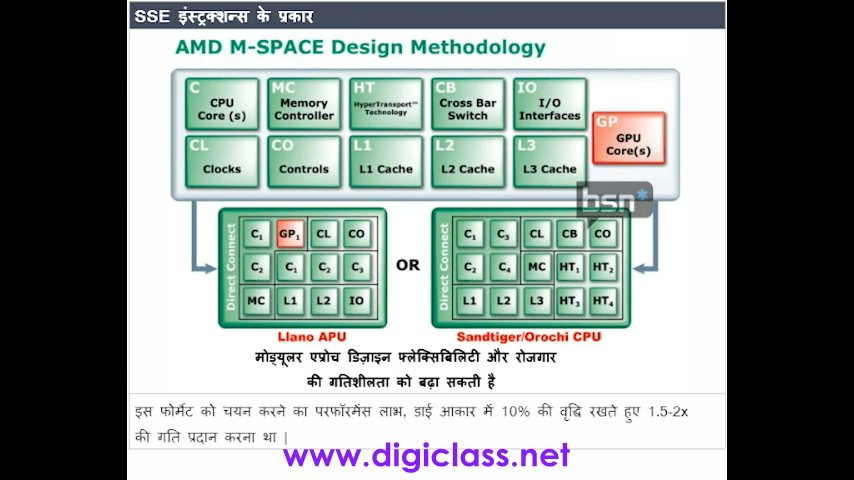 SSE इंस्ट्रक्शन्स के प्रकार
AMD M-SPACE Design Methodology
C MC HT CB IO
CPU Core (s) Memory Controller HyperTransport™ Technology Cross Bar Switch I/O Interfaces
GP
GPU Core(s)
CL CO L1 L2 L3
Clocks Controls L1 Cache L2 Cache L3 Cache
bsn*
Direct Connect
C1 GP1 CL CO
C2 C1 C2 C3
MC L1 L2 IO
OR
Direct Connect
C1 C3 CL CB CO
C2 C4 MC HT1 HT2
L1 L2 L3 HT3 HT4
Llano APU
Sandtiger/Orochi CPU
मोड्यूलर एप्रोच डिज़ाइन फ्लेक्सिबिलिटी और रोजगार
की गतिशीलता को बढ़ा सकती है
इस फोर्मेट को चयन करने का परफॉरमेंस लाभ, डाई आकार में 10% की वृद्धि रखते हुए 1.5-2x
की गति प्रदान करना था |
www.digiclass.net